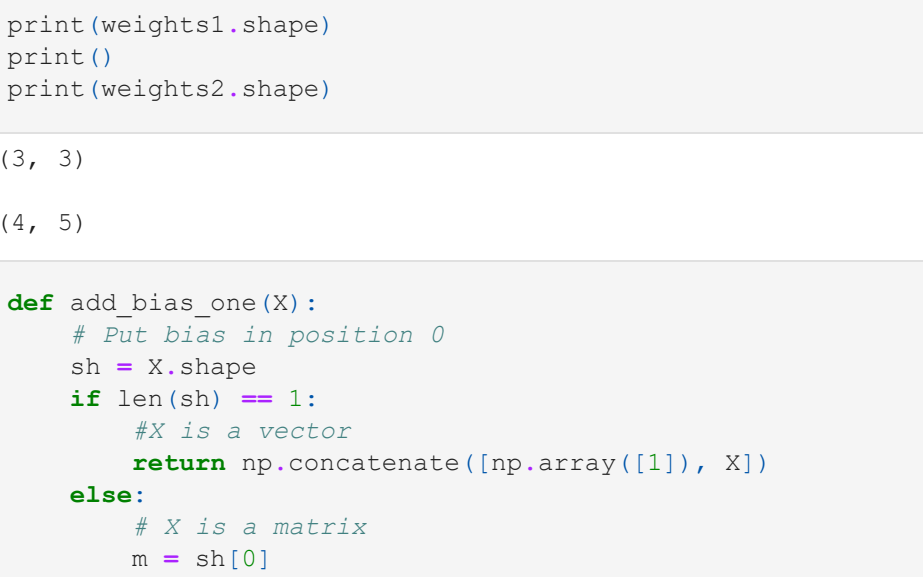 print(weights1.shape)
print()
print(weights2.shape)
(3, 3)
(4, 5)
def add_bias_one(X):
    # Put bias in position 0
    sh = X.shape
    if len(sh) == 1:
        #X is a vector
        return np.concatenate([np.array([1]), X])
    else:
        # X is a matrix
        m = sh[0]